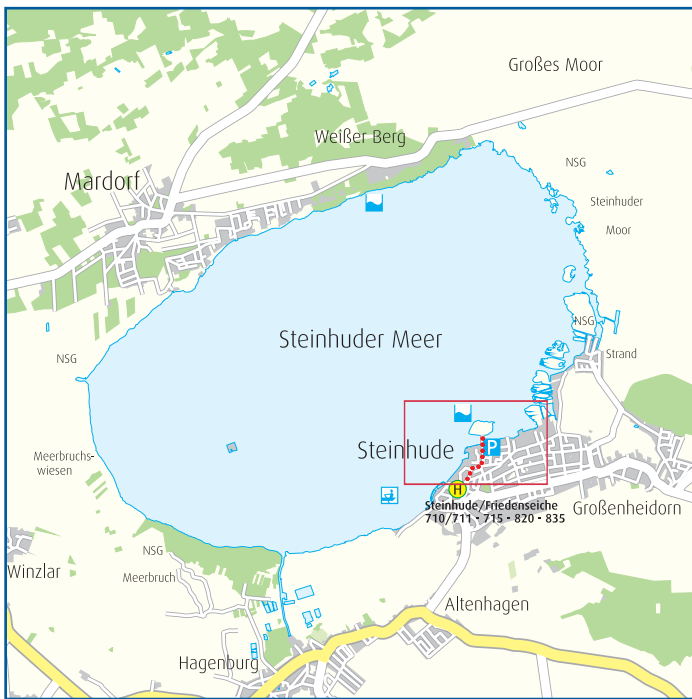 Großes Moor
Weißer Berg
NSG
Mardorf
Steinhuder
Moor
NSG
Steinhuder Meer
Strand
NSG
P
Steinhude
Meerbruchs-
wiesen
H
Steinhude/Friedenseiche
710/711 - 715 - 820 - 835
Großenheidorn
NSG
Winzlar
Meerbruch
Altenhagen
Hagenburg